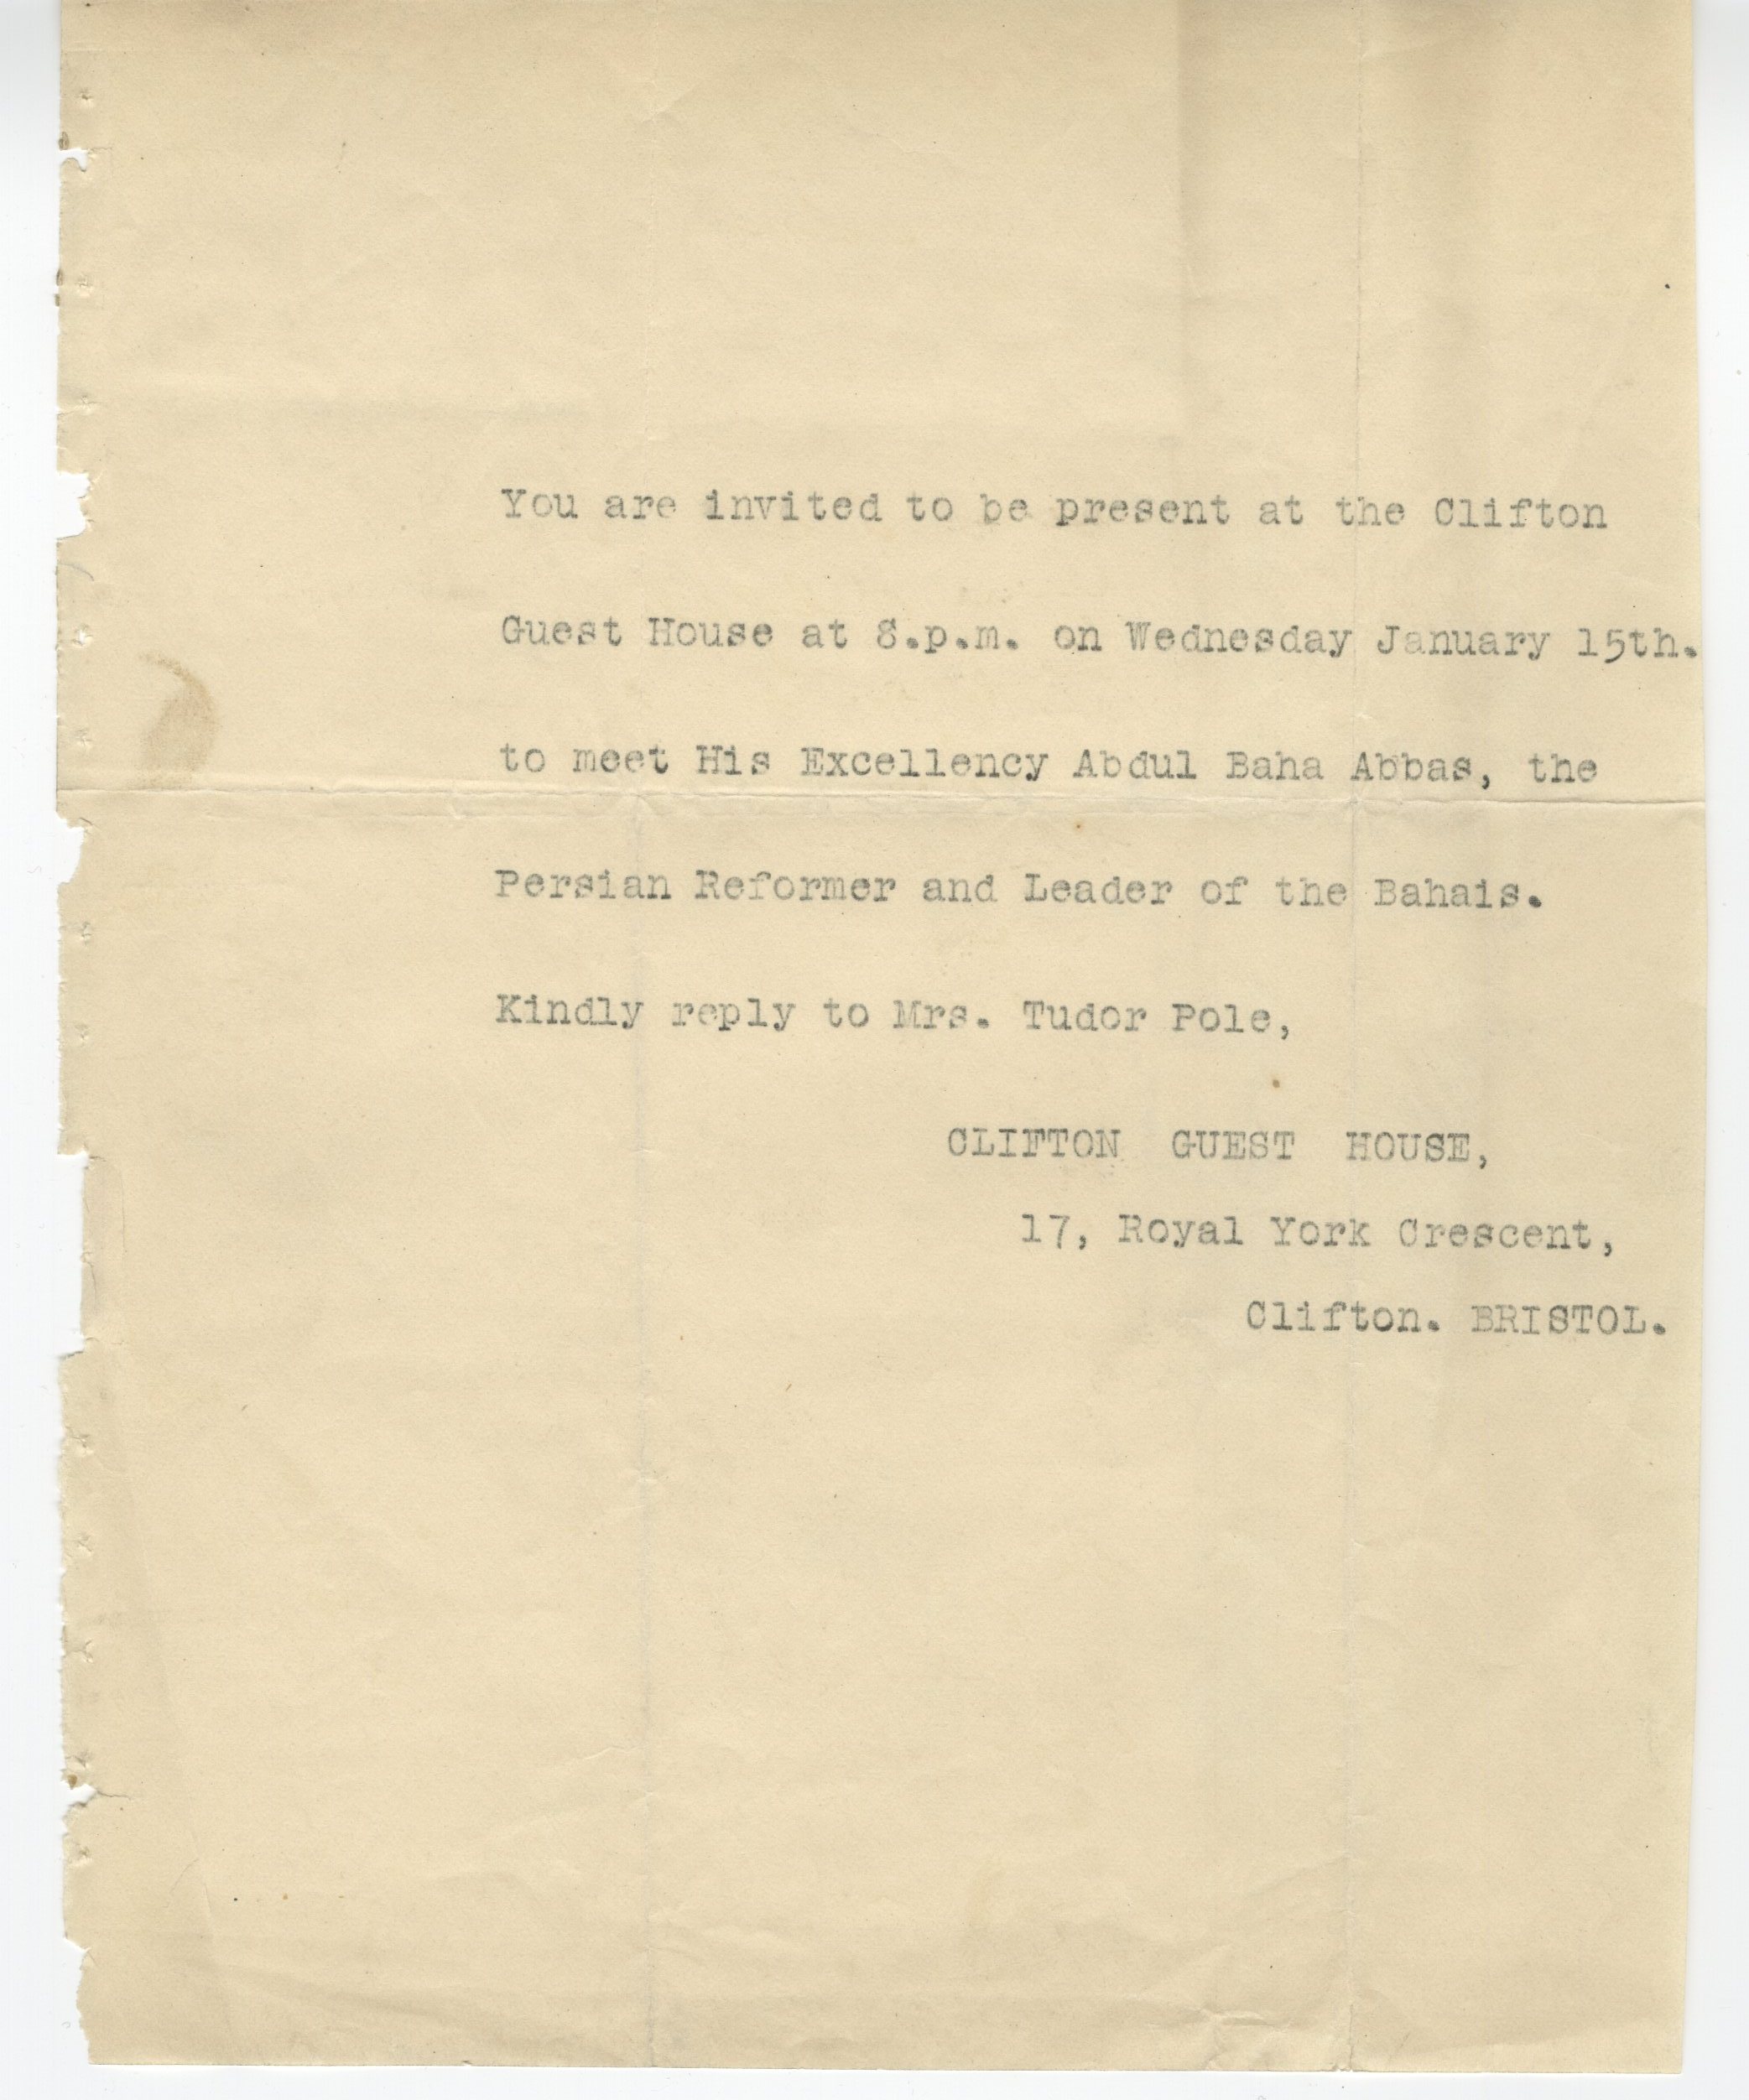 You are invited to be present at the Clifton
Guest House at 8.p.m. on Wednesday January 15th.
to meet His Excellency Abdul Baha Abbas, the
Persian Reformer and Leader of the Bahais.
Kindly reply to Mrs. Tudor Pole,
CLIFTON GUEST HOUSE,
17, Royal York Crescent,
Clifton. BRISTOL.